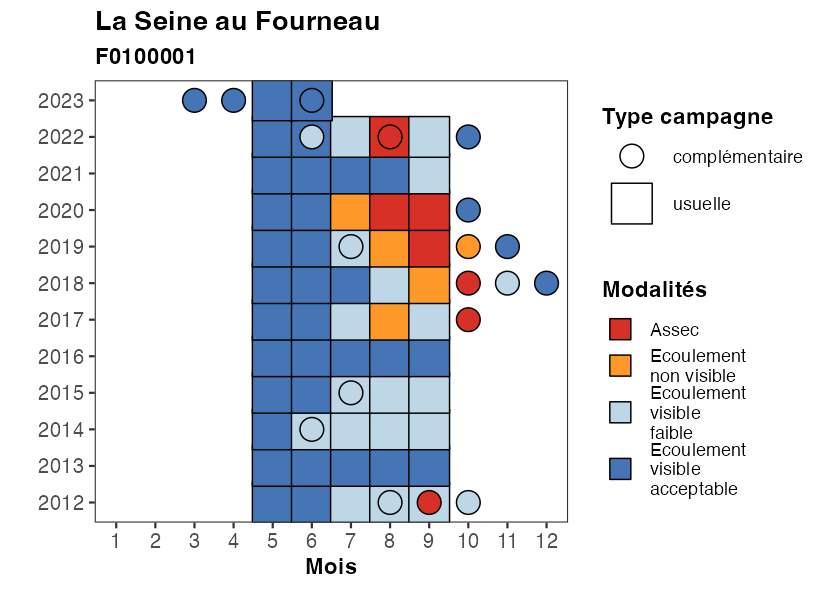 La Seine au Fourneau
F0100001
2023
2022
2021
2020
2019
2018
2017
2016
2015
2014
2013
2012
1 2 3 4 5 6 7 8 9 10 11 12
Mois
Type campagne
complémentaire
usuelle
Modalités
Assec
Ecoulement
non visible
Ecoulement
visible
faible
Ecoulement
visible
acceptable